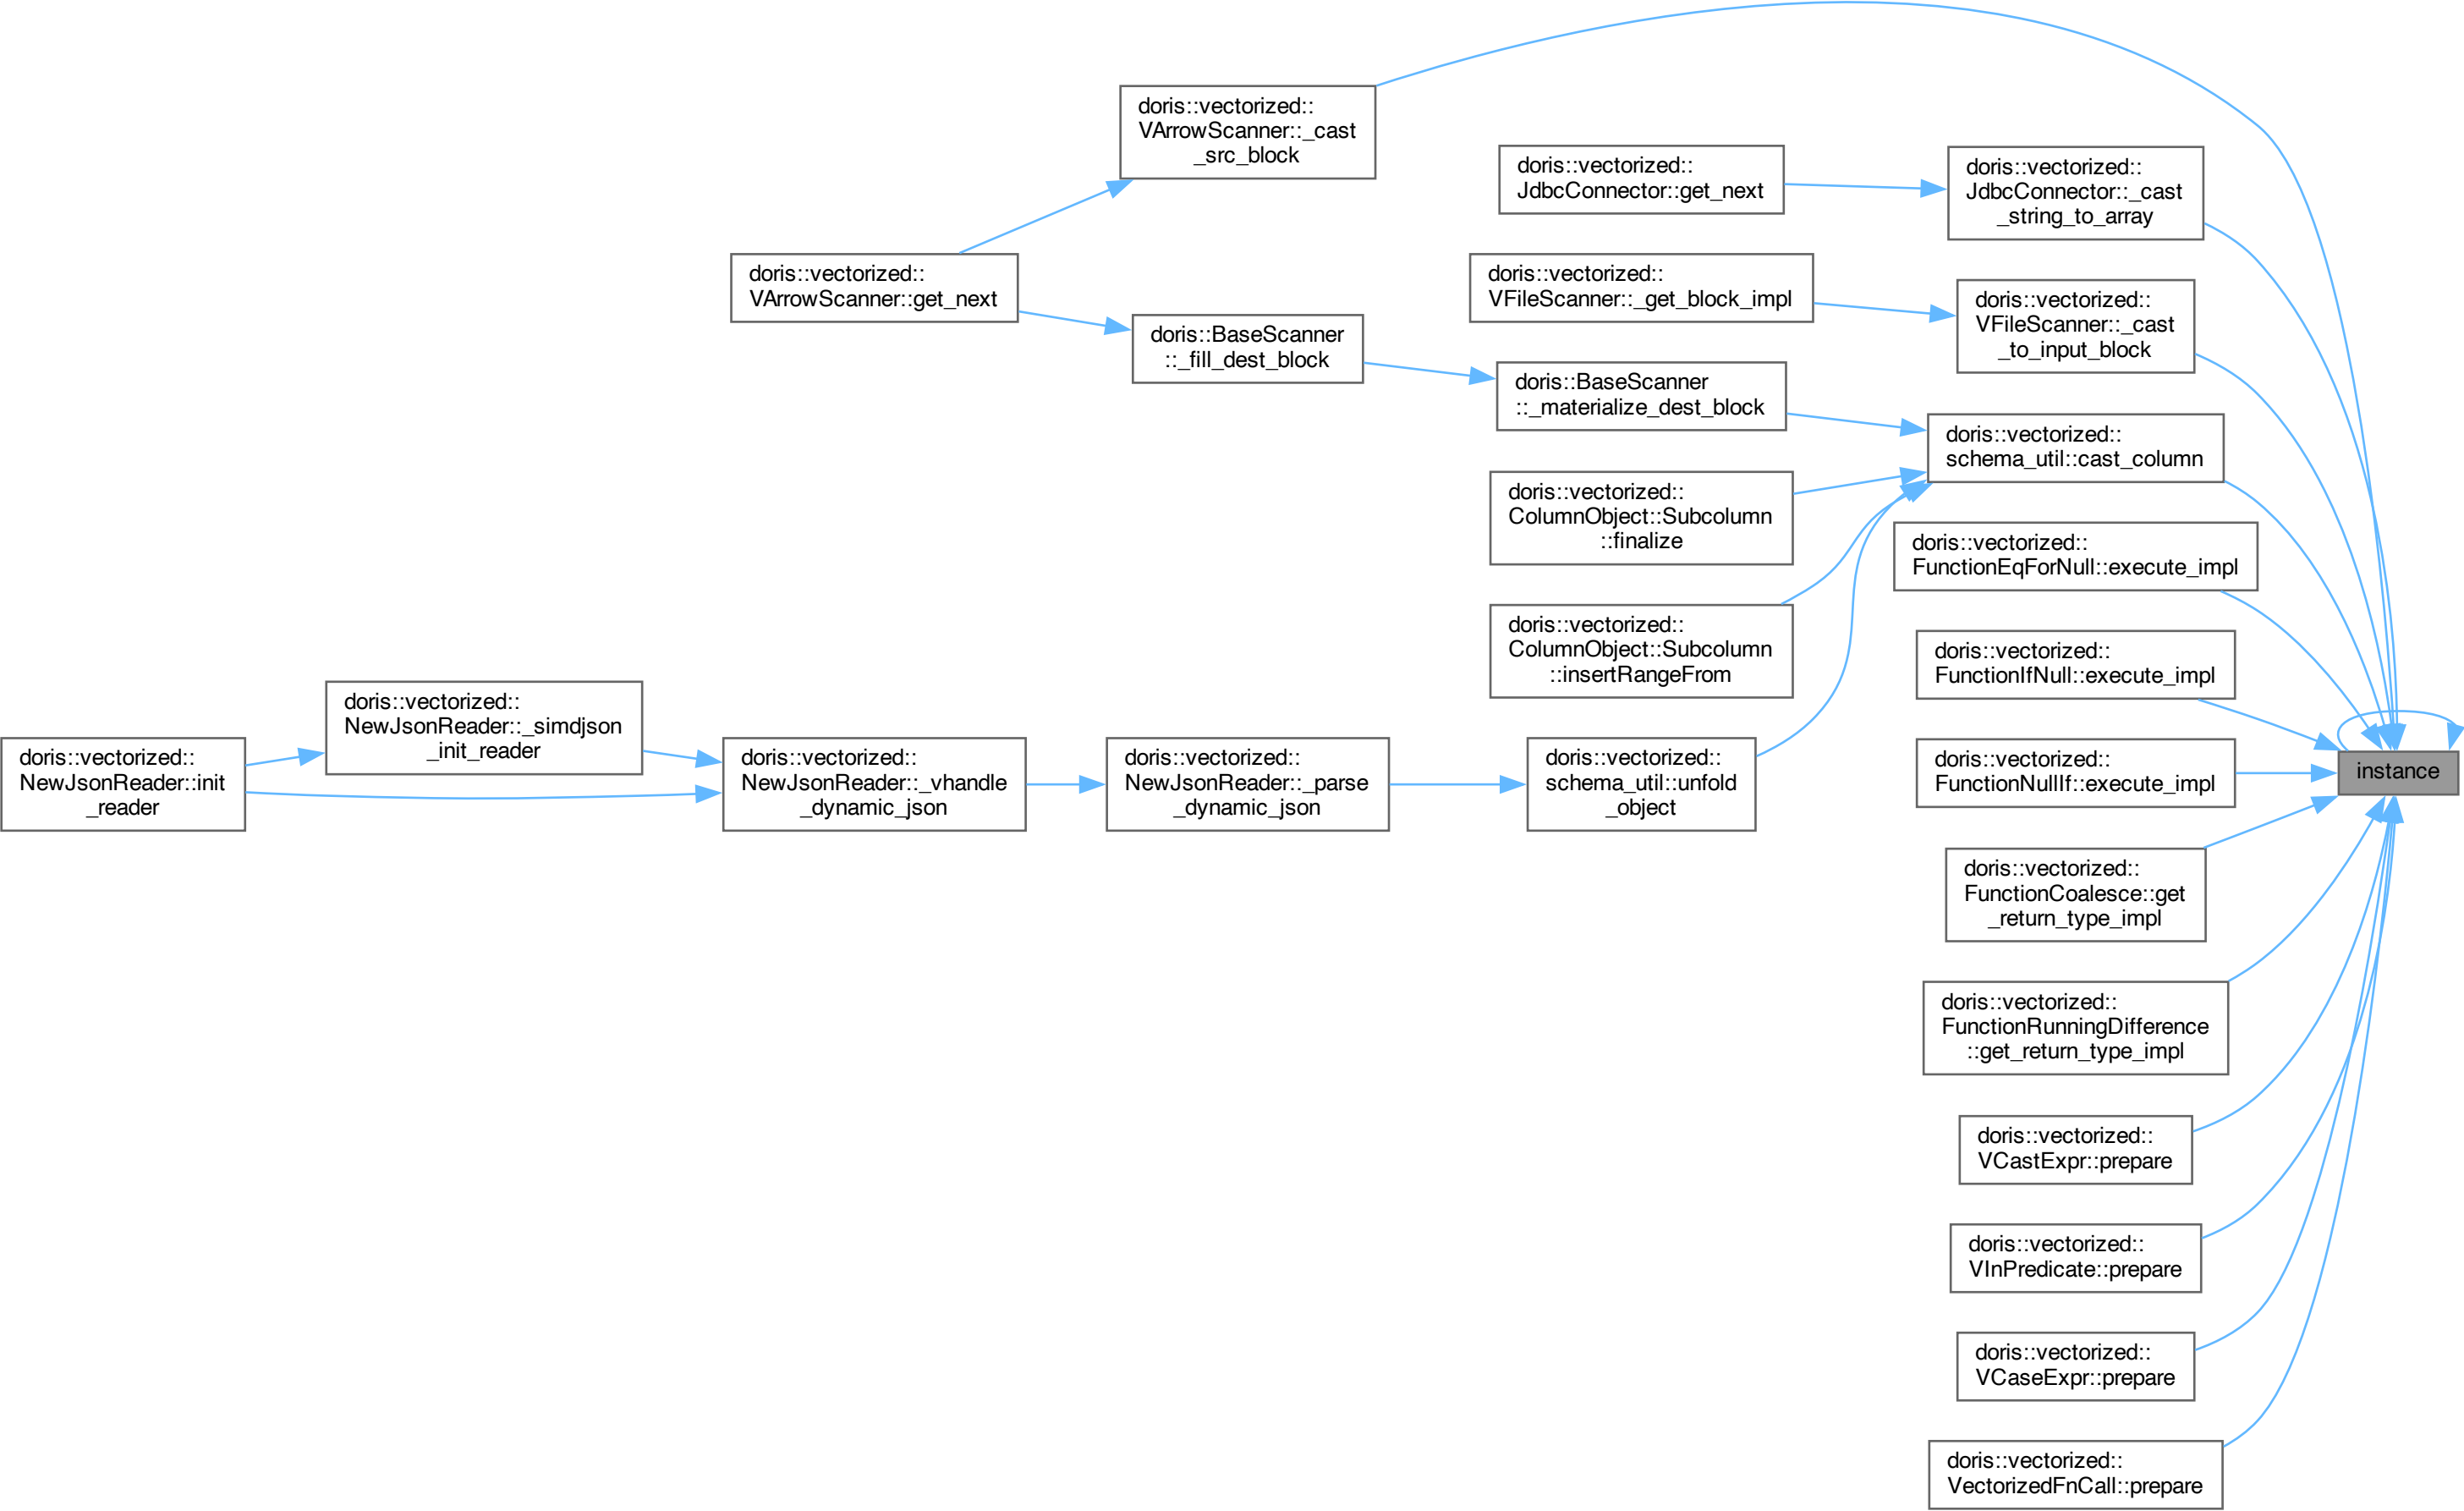 doris::vectorized::
VArrowScanner::_cast
_src_block
doris::vectorized::
JdbcConnector::get_next
doris::vectorized::
JdbcConnector::_cast
_string_to_array
doris::vectorized::
VArrowScanner::get_next
doris::vectorized::
VFileScanner::_get_block_impl
doris::vectorized::
VFileScanner::_cast
_to_input_block
doris::BaseScanner
::_fill_dest_block
doris::BaseScanner
::_materialize_dest_block
doris::vectorized::
schema_util::cast_column
doris::vectorized::
ColumnObject::Subcolumn
::finalize
doris::vectorized::
FunctionEqForNull::execute_impl
doris::vectorized::
ColumnObject::Subcolumn
::insertRangeFrom
doris::vectorized::
FunctionIfNull::execute_impl
doris::vectorized::
NewJsonReader::_simdjson
_init_reader
doris::vectorized::
NewJsonReader::init
_reader
doris::vectorized::
NewJsonReader::_vhandle
_dynamic_json
doris::vectorized::
NewJsonReader::_parse
_dynamic_json
doris::vectorized::
schema_util::unfold
_object
doris::vectorized::
FunctionNullIf::execute_impl
instance
doris::vectorized::
FunctionCoalesce::get
_return_type_impl
doris::vectorized::
FunctionRunningDifference
::get_return_type_impl
doris::vectorized::
VCastExpr::prepare
doris::vectorized::
VInPredicate::prepare
doris::vectorized::
VCaseExpr::prepare
doris::vectorized::
VectorizedFnCall::prepare